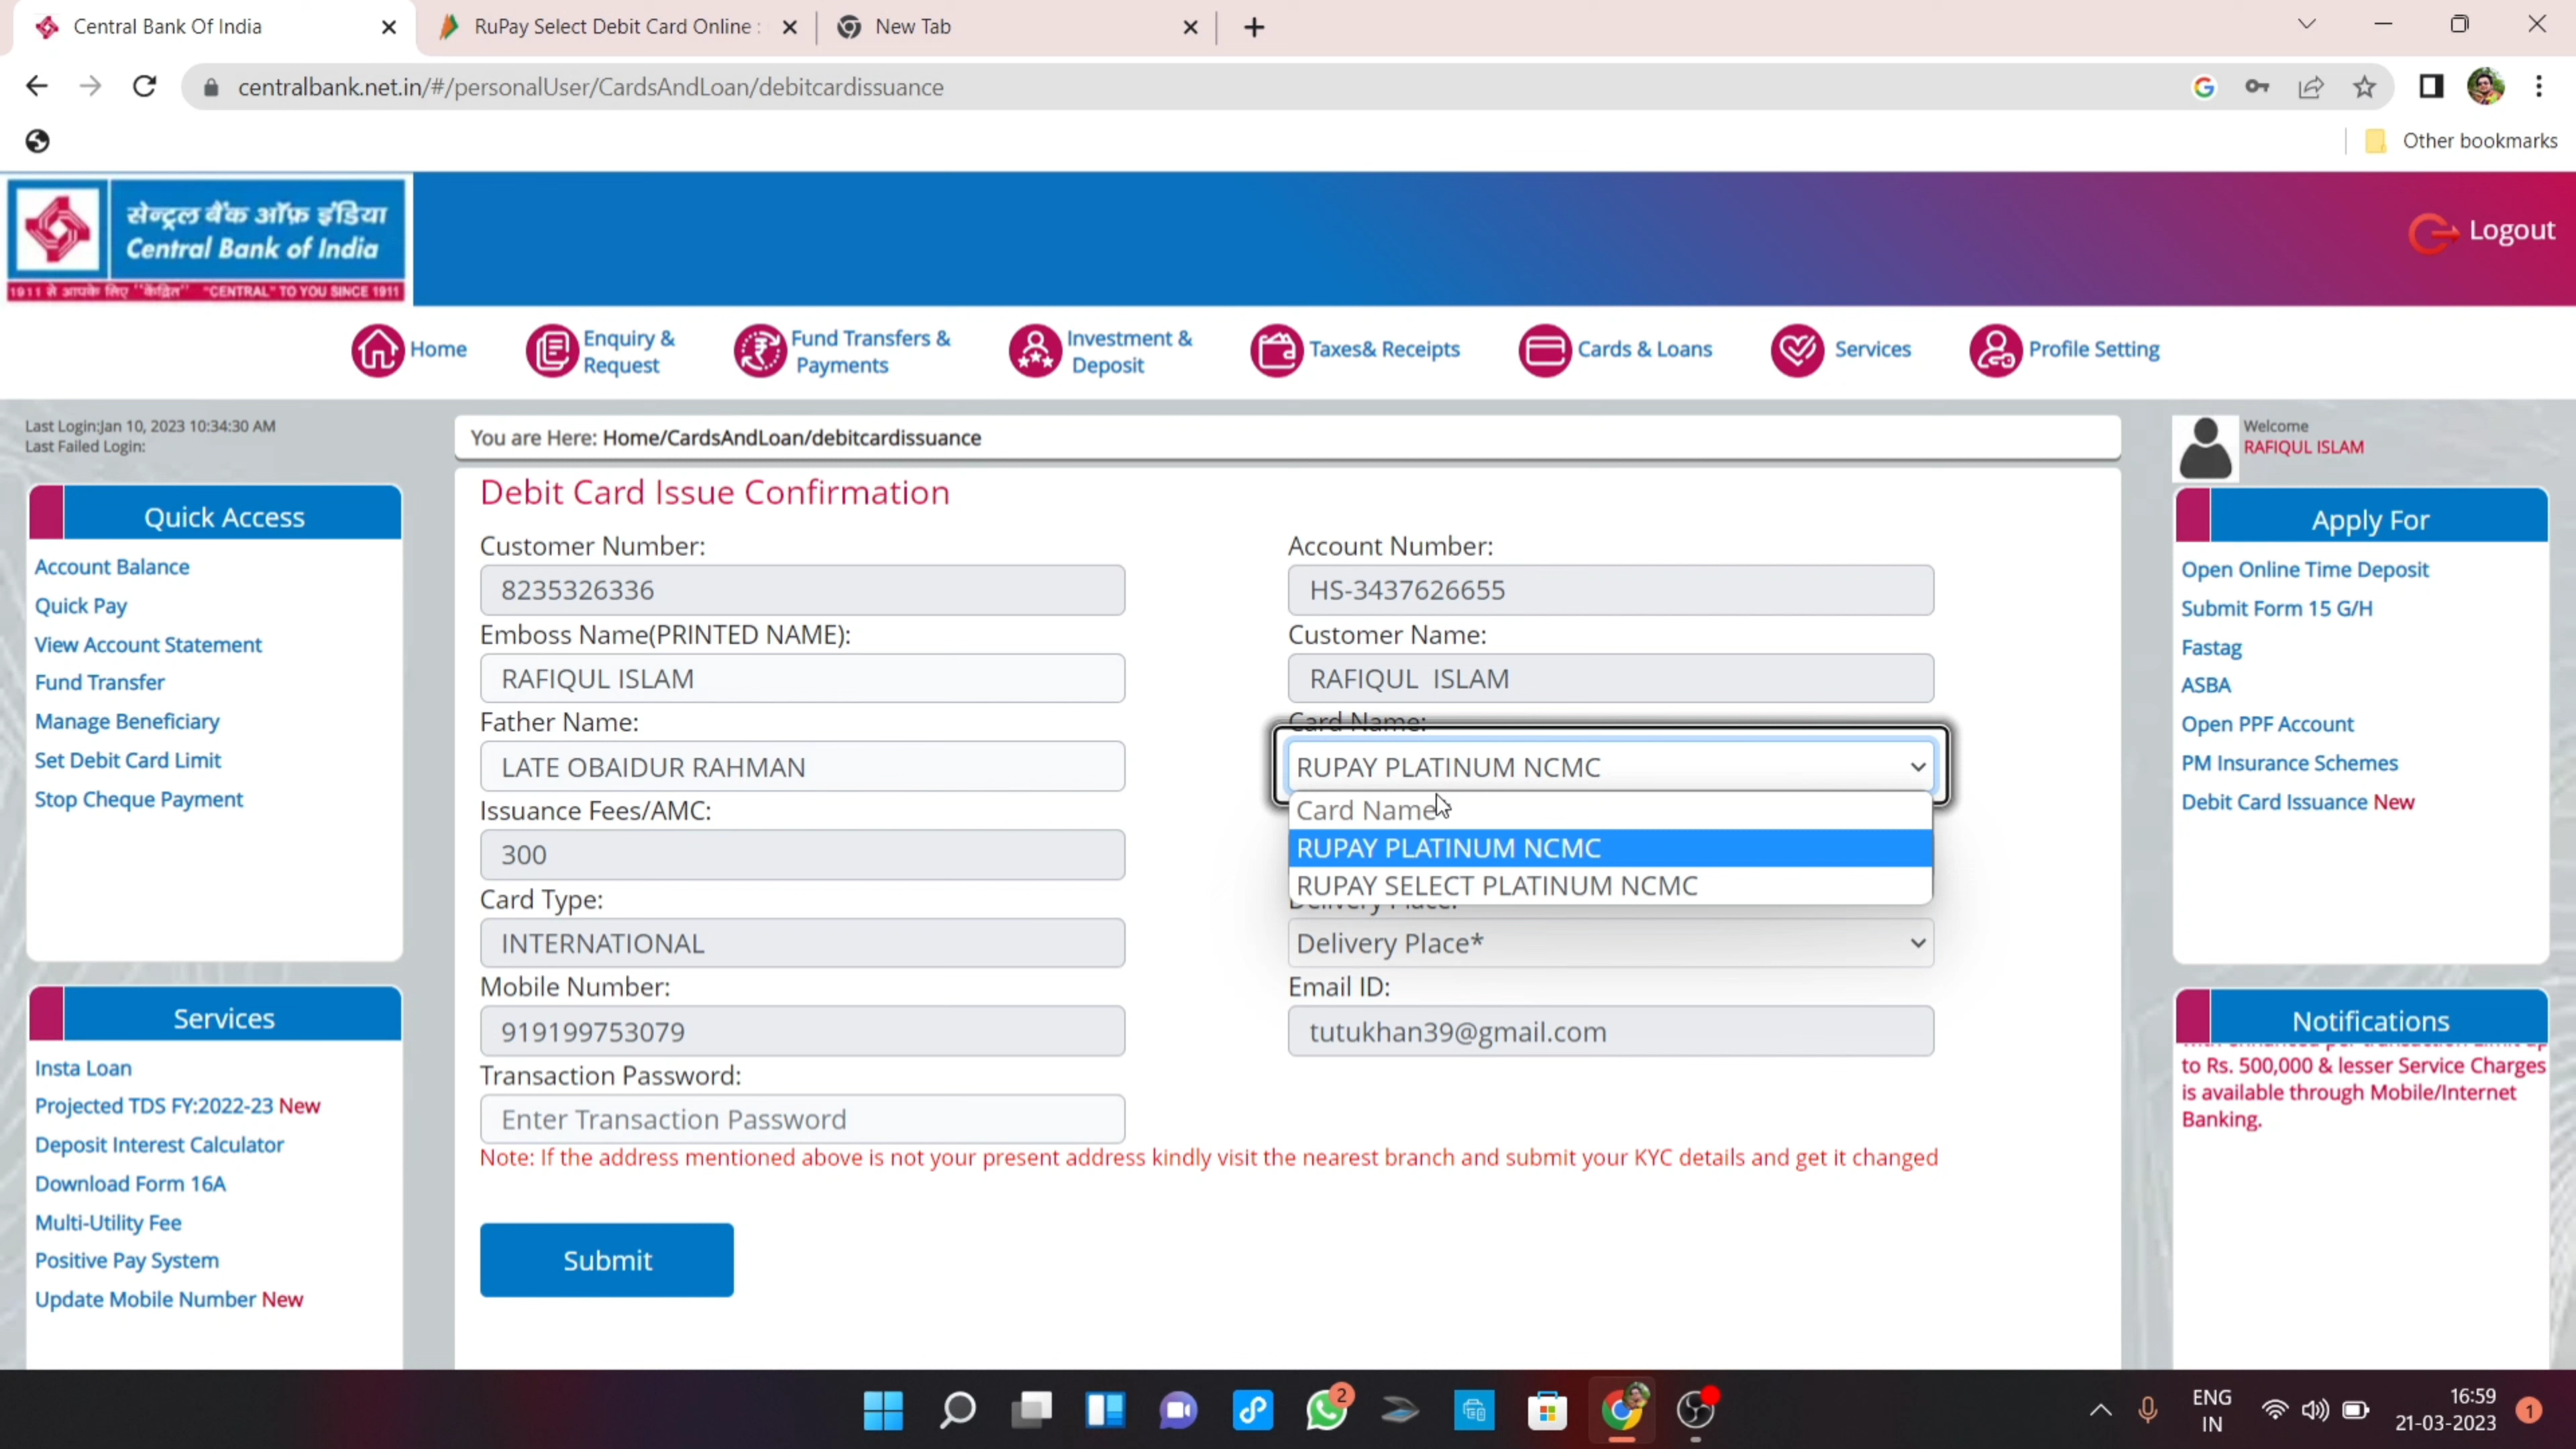 Central Bank Of India
RuPay Select Debit Card Online :
New Tab
centralbank.net.in/#/personalUser/CardsAndLoan/debitcardissuance
Other bookmarks
सेन्ट्रल बैंक ऑफ़ इंडिया
Central Bank of India
1911 से आपके लिए "केंद्रित" "CENTRAL" TO YOU SINCE 1911
Logout
Home
Enquiry &
Request
Fund Transfers &
Payments
Investment &
Deposit
Taxes& Receipts
Cards & Loans
Services
Profile Setting
Last Login:Jan 10, 2023 10:34:30 AM
Last Failed Login:
You are Here: Home/CardsAndLoan/debitcardissuance
Welcome
RAFIQUL ISLAM
Quick Access
Account Balance
Quick Pay
View Account Statement
Fund Transfer
Manage Beneficiary
Set Debit Card Limit
Stop Cheque Payment
Services
Insta Loan
Projected TDS FY:2022-23 New
Deposit Interest Calculator
Download Form 16A
Multi-Utility Fee
Positive Pay System
Update Mobile Number New
Debit Card Issue Confirmation
Customer Number:
8235326336
Account Number:
HS-3437626655
Emboss Name(PRINTED NAME):
RAFIQUL ISLAM
Customer Name:
RAFIQUL ISLAM
Father Name:
LATE OBAIDUR RAHMAN
Card Name:
RUPAY PLATINUM NCMC
Card Name
RUPAY PLATINUM NCMC
RUPAY SELECT PLATINUM NCMC
Issuance Fees/AMC:
300
Card Type:
INTERNATIONAL
Delivery Place:
Delivery Place*
Mobile Number:
919199753079
Email ID:
tutukhan39@gmail.com
Transaction Password:
Enter Transaction Password
Note: If the address mentioned above is not your present address kindly visit the nearest branch and submit your KYC details and get it changed
Submit
Apply For
Open Online Time Deposit
Submit Form 15 G/H
Fastag
ASBA
Open PPF Account
PM Insurance Schemes
Debit Card Issuance New
Notifications
to Rs. 500,000 & lesser Service Charges
is available through Mobile/Internet
Banking.
2
ENG
IN
16:59
21-03-2023
1